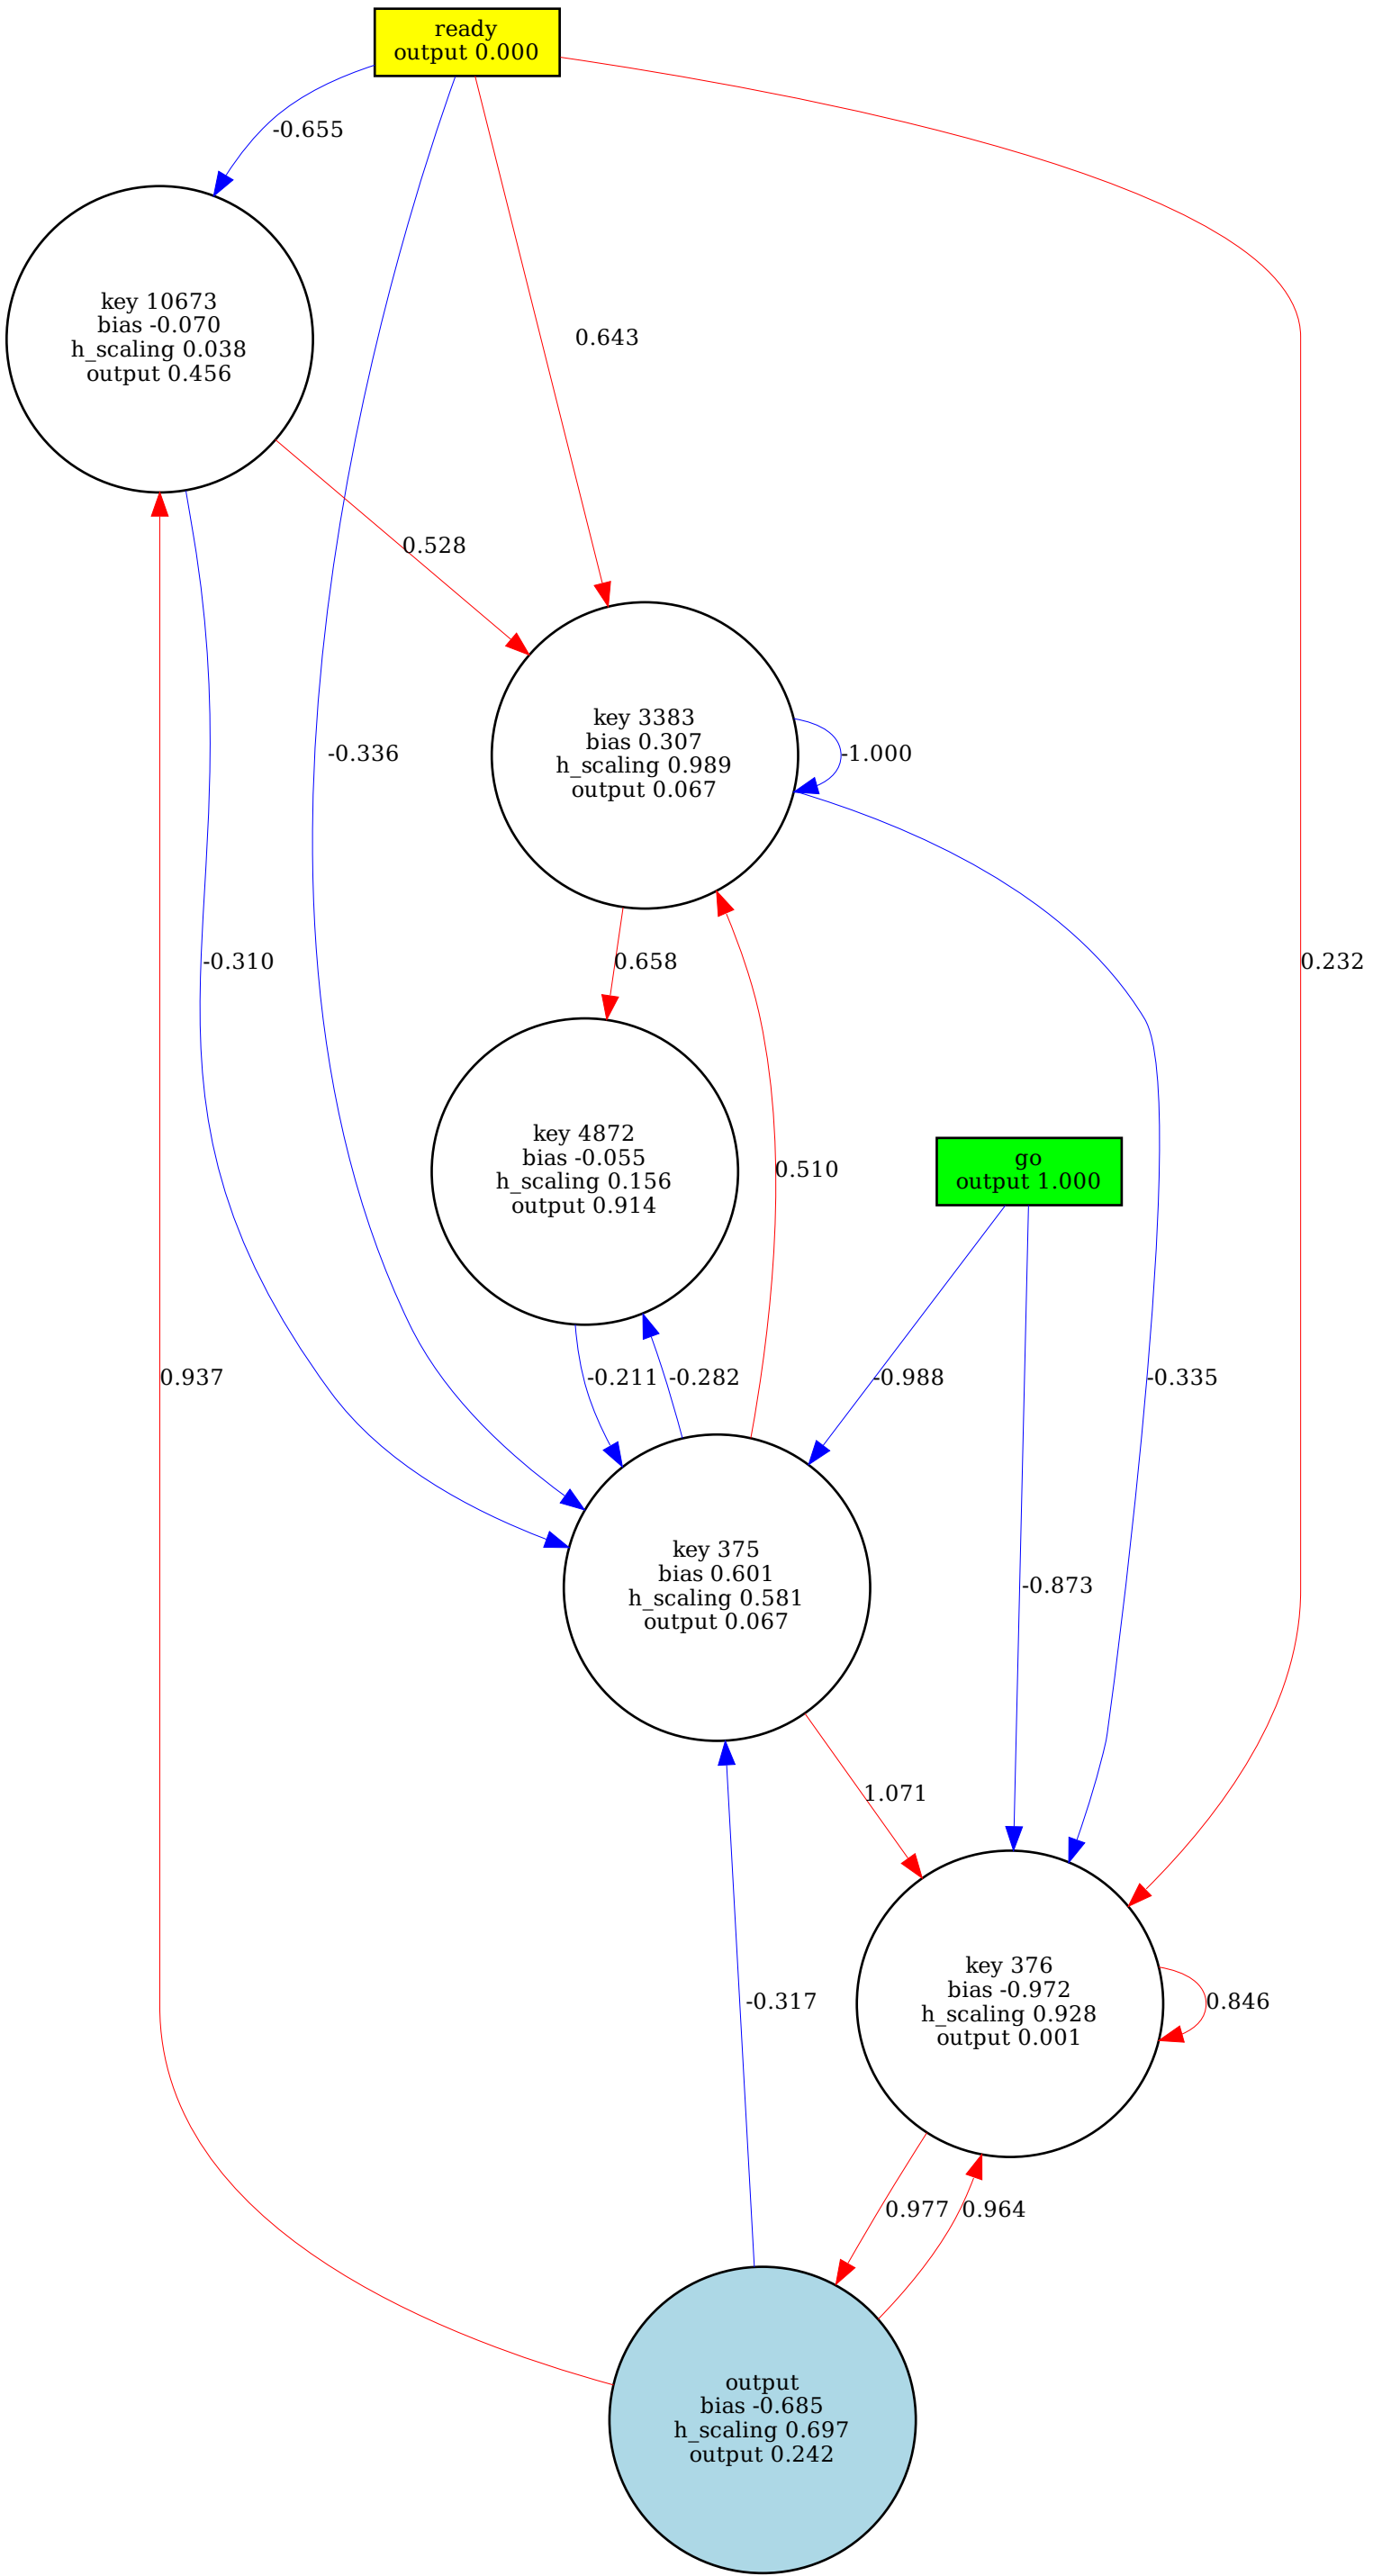 ready
output 0.000
-0.655
key 10673
bias -0.070
h_scaling 0.038
output 0.456
0.643
0.528
key 3383
bias 0.307
h_scaling 0.989
output 0.067
-0.336
-1.000
-0.310
0.658
0.232
key 4872
bias -0.055
h_scaling 0.156
output 0.914
0.510
go
output 1.000
0.937
-0.211
-0.282
-0.988
-0.335
key 375
bias 0.601
h_scaling 0.581
output 0.067
-0.873
1.071
key 376
bias -0.972
h_scaling 0.928
output 0.001
-0.317
0.846
0.977
0.964
output
bias -0.685
h_scaling 0.697
output 0.242